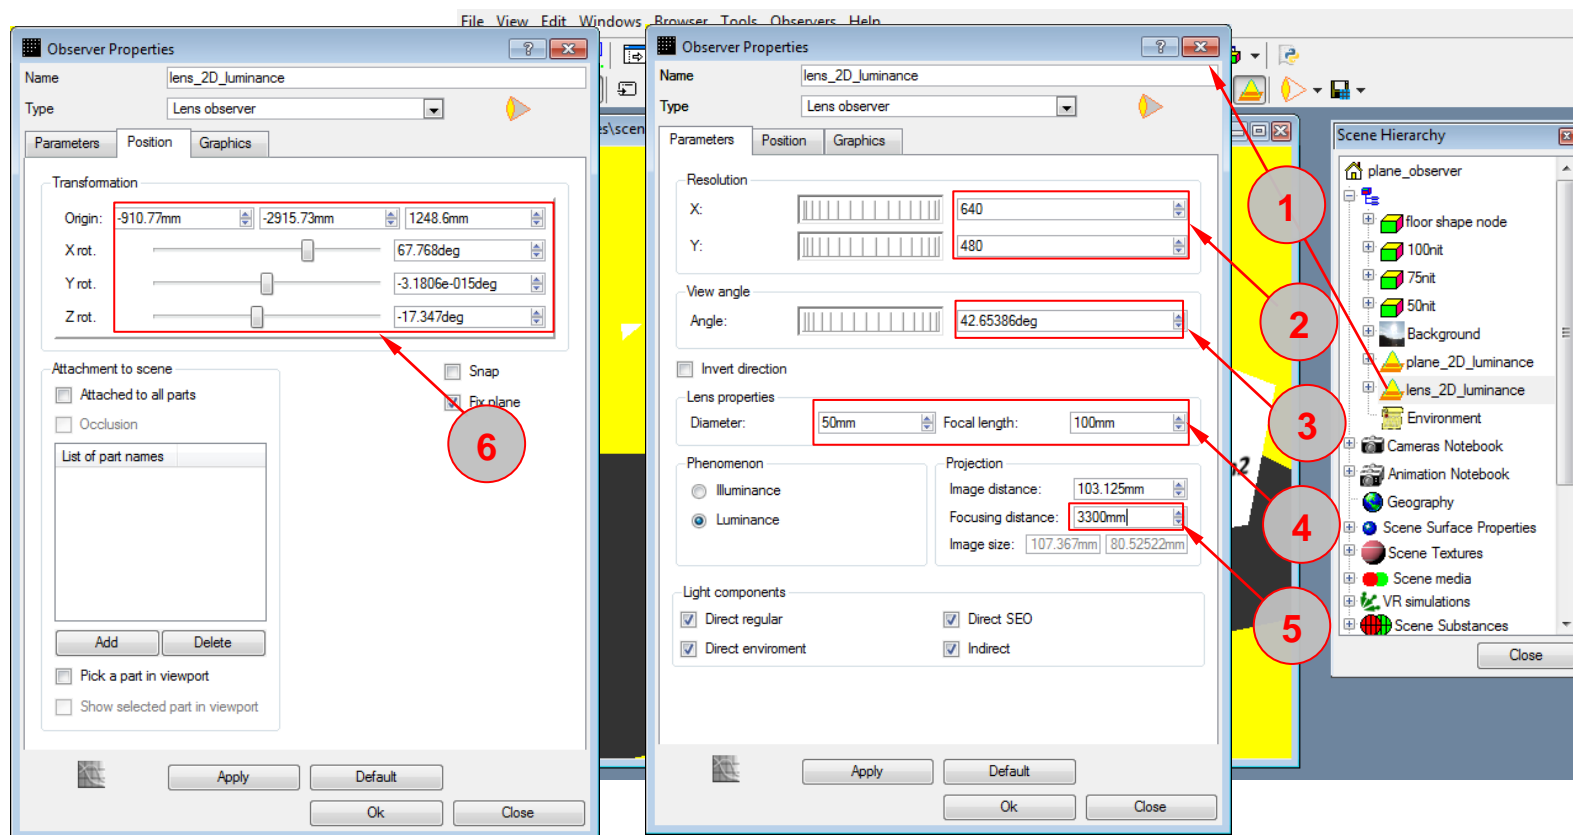 File View Edit Windows Browser Tools Observers Help
Observer Properties
Name lens_2D_luminance
Type Lens observer
Parameters Position Graphics
Transformation
Origin: -910.77mm -2915.73mm 1248.6mm
X rot. 67.768deg
Y rot. -3.1806e-015deg
Z rot. -17.347deg
Attachment to scene
Attached to all parts
Occlusion
Snap
Fix plane
List of part names
6
Add Delete
Pick a part in viewport
Show selected part in viewport
Apply Default
Ok Close
Observer Properties
Name lens_2D_luminance
Type Lens observer
Parameters Position Graphics
Resolution
X: 640
Y: 480
View angle
Angle: 42.65386deg
Invert direction
Lens properties
Diameter: 50mm Focal length: 100mm
Phenomenon
Illuminance
Luminance
Projection
Image distance: 103.125mm
Focusing distance: 3300mm
Image size: 107.367mm 80.52522mm
Light components
Direct regular Direct SEO
Direct enviroment Indirect
Apply Default
Ok Close
1
2
3
4
5
s\scen
Scene Hierarchy
plane_observer
floor shape node
100nit
75nit
50nit
Background
plane_2D_luminance
lens_2D_luminance
Environment
Cameras Notebook
Animation Notebook
Geography
Scene Surface Properties
Scene Textures
Scene media
VR simulations
Scene Substances
Close